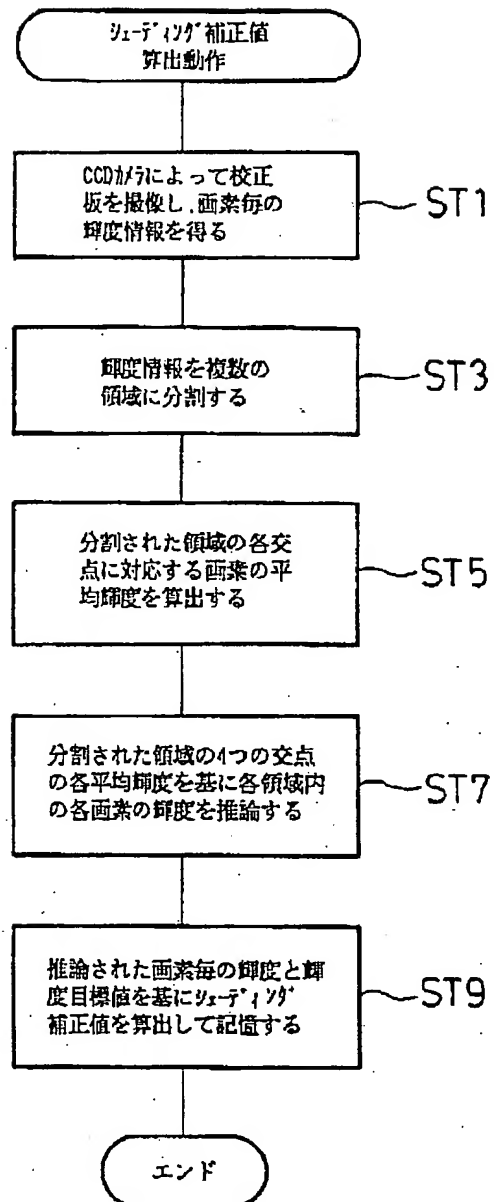 シェーディング補正値
算出動作
CCDカメラによって校正
板を撮像し、画素毎の
輝度情報を得る
ST1
輝度情報を複数の
領域に分割する
ST3
分割された領域の各交
点に対応する画素の平
均輝度を算出する
ST5
分割された領域の4つの交点
の各平均輝度を基に各領域内
の各画素の輝度を推論する
ST7
推論された画素毎の輝度と輝
度目標値を基にシェーディング
補正値を算出して記憶する
ST9
エンド